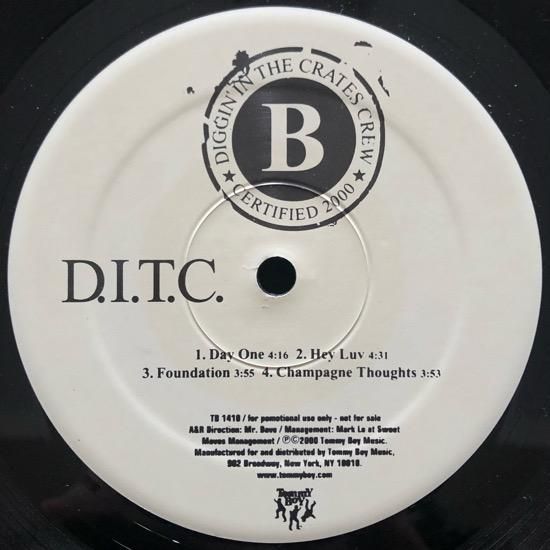 DIGGIN' IN THE CRATES CREW
B
★ CERTIFIED 2000 ★
D.I.T.C.
1. Day One 4:16 2. Hey Luv 4:31
3. Foundation 3:55 4. Champagne Thoughts 3:53
TB 1410 / for promotional use only - not for sale
A&R Direction: Mr. Dave / Management: Mark Lo at Sweet
Moves Management / ℗©2000 Tommy Boy Music.
Manufactured for and distributed by Tommy Boy Music,
902 Broadway, New York, NY 10010.
www.tommyboy.com
TOMMY
BOY